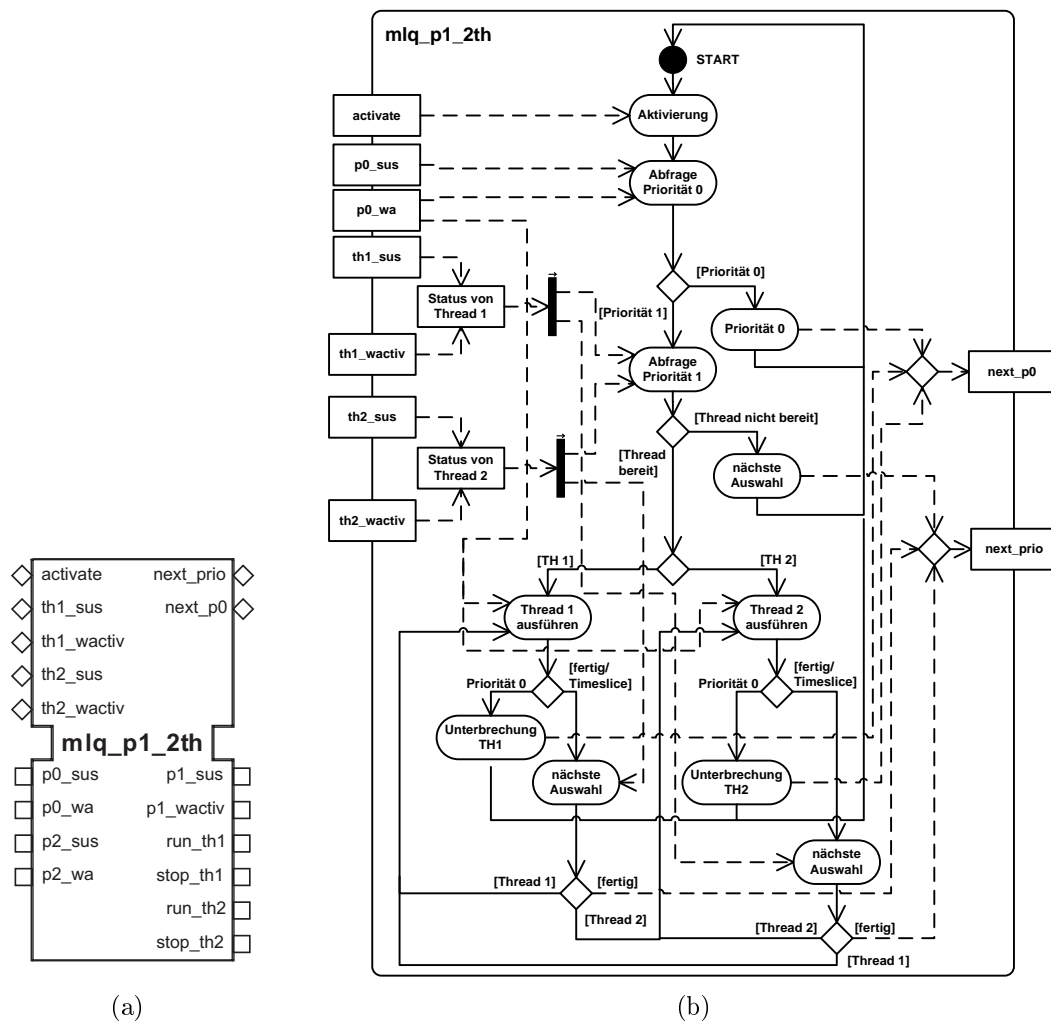 mlq_p1_2th
START
activate
Aktivierung
p0_sus
Abfrage
Priorität 0
p0_wa
th1_sus
[Priorität 0]
Status von
Thread 1
[Priorität 1]
Priorität 0
th1_wactiv
Abfrage
Priorität 1
next_p0
th2_sus
[Thread nicht bereit]
Status von
Thread 2
[Thread
bereit]
nächste
Auswahl
th2_wactiv
next_prio
[TH 1]
[TH 2]
Thread 1
ausführen
Thread 2
ausführen
Priorität 0
[fertig/
Timeslice]
Priorität 0
[fertig/
Timeslice]
Unterbrechung
TH1
nächste
Auswahl
Unterbrechung
TH2
nächste
Auswahl
[Thread 1]
[fertig]
[Thread 2]
[Thread 2]
[fertig]
[Thread 1]
activate
next_prio
th1_sus
next_p0
th1_wactiv
th2_sus
th2_wactiv
mlq_p1_2th
p0_sus
p1_sus
p0_wa
p1_wactiv
p2_sus
run_th1
p2_wa
stop_th1
run_th2
stop_th2
(a)
(b)